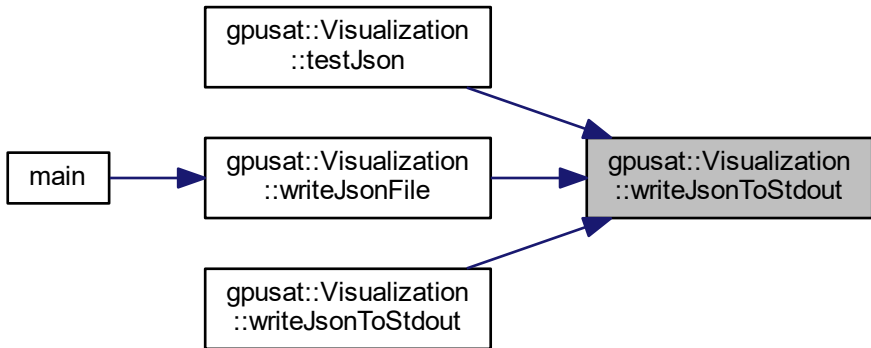 gpusat::Visualization
::testJson
main
gpusat::Visualization
::writeJsonFile
gpusat::Visualization
::writeJsonToStdout
gpusat::Visualization
::writeJsonToStdout